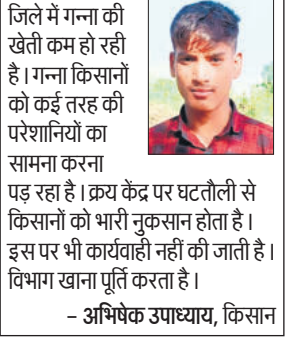 जिले में गन्ना की
खेती कम हो रही
है। गन्ना किसानों
को कई तरह की
परेशानियों का
सामना करना
पड़ रहा है। क्रय केंद्र पर घटतौली से
किसानों को भारी नुकसान होता है।
इस पर भी कार्यवाही नहीं की जाती है।
विभाग खाना पूर्ति करता है।
– अभिषेक उपाध्याय, किसान